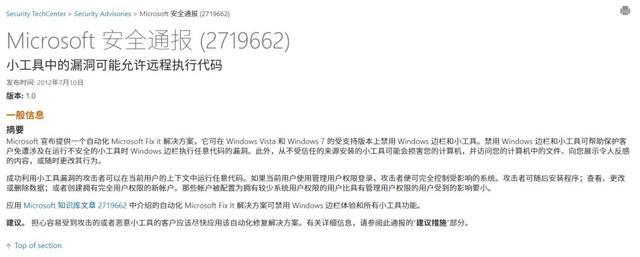 Security TechCenter > Security Advisories > Microsoft 安全通报 (2719662)
Microsoft 安全通报 (2719662)
小工具中的漏洞可能允许远程执行代码
发布时间: 2012年7月10日
版本: 1.0
一般信息
摘要
Microsoft 宣布提供一个自动化 Microsoft Fix it 解决方案，它可在 Windows Vista 和 Windows 7 的受支持版本上禁用 Windows 边栏和小工具。禁用 Windows 边栏和小工具可帮助保护客
户免遭涉及在运行不安全的小工具时 Windows 边栏执行任意代码的漏洞。此外，从不受信任的来源安装的小工具可能会损害您的计算机，并访问您的计算机中的文件、向您展示令人反感
的内容，或随时更改其行为。
成功利用小工具漏洞的攻击者可以在当前用户的上下文中运行任意代码。如果当前用户使用管理用户权限登录，攻击者便可完全控制受影响的系统。攻击者可随后安装程序；查看、更改
或删除数据；或者创建拥有完全用户权限的新帐户。那些帐户被配置为拥有较少系统用户权限的用户比具有管理用户权限的用户受到的影响要小。
应用 Microsoft 知识库文章 2719662 中介绍的自动化 Microsoft Fix It 解决方案可禁用 Windows 边栏体验和所有小工具功能。
建议。 担心容易受到攻击的或者恶意小工具的客户应该尽快应用该自动化修复解决方案。有关详细信息，请参阅此通报的“建议措施”部分。
Top of section